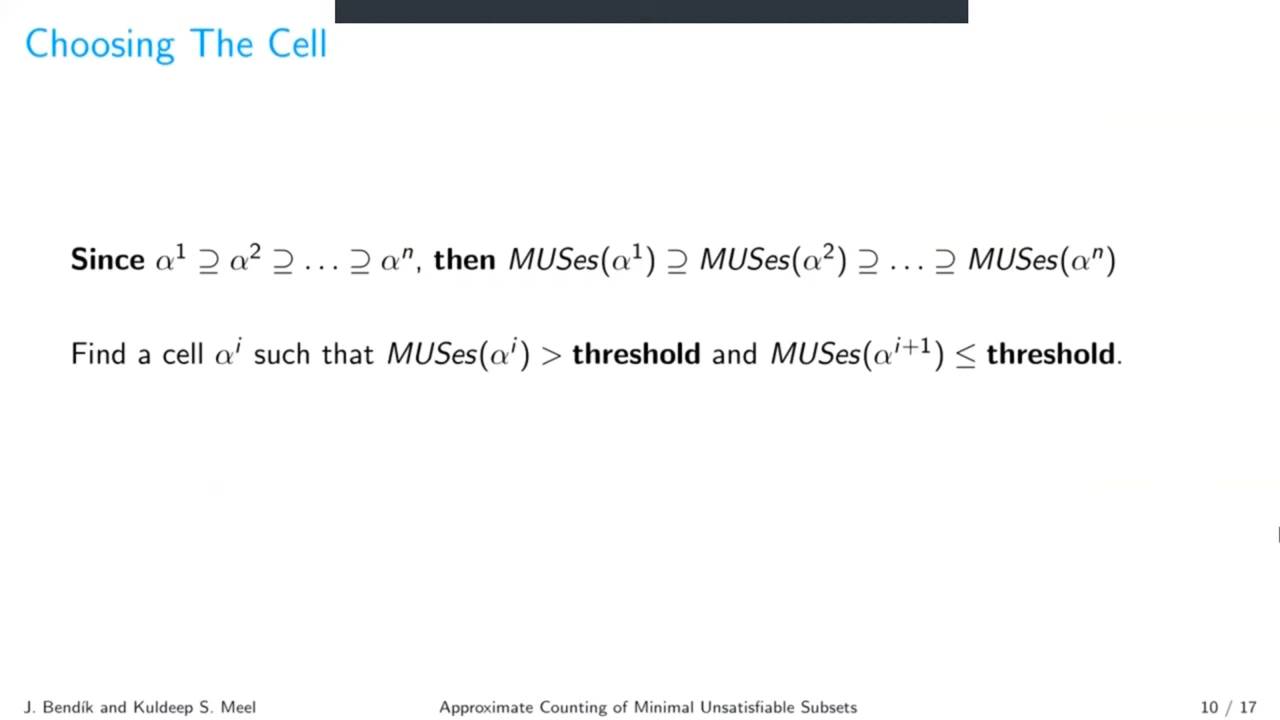 Choosing The Cell
Since α¹ ⊇ α² ⊇ … ⊇ αⁿ, then MUSes(α¹) ⊇ MUSes(α²) ⊇ … ⊇ MUSes(αⁿ)
Find a cell αⁱ such that MUSes(αⁱ) > threshold and MUSes(αⁱ⁺¹) ≤ threshold.
J. Bendík and Kuldeep S. Meel
Approximate Counting of Minimal Unsatisfiable Subsets
10 / 17